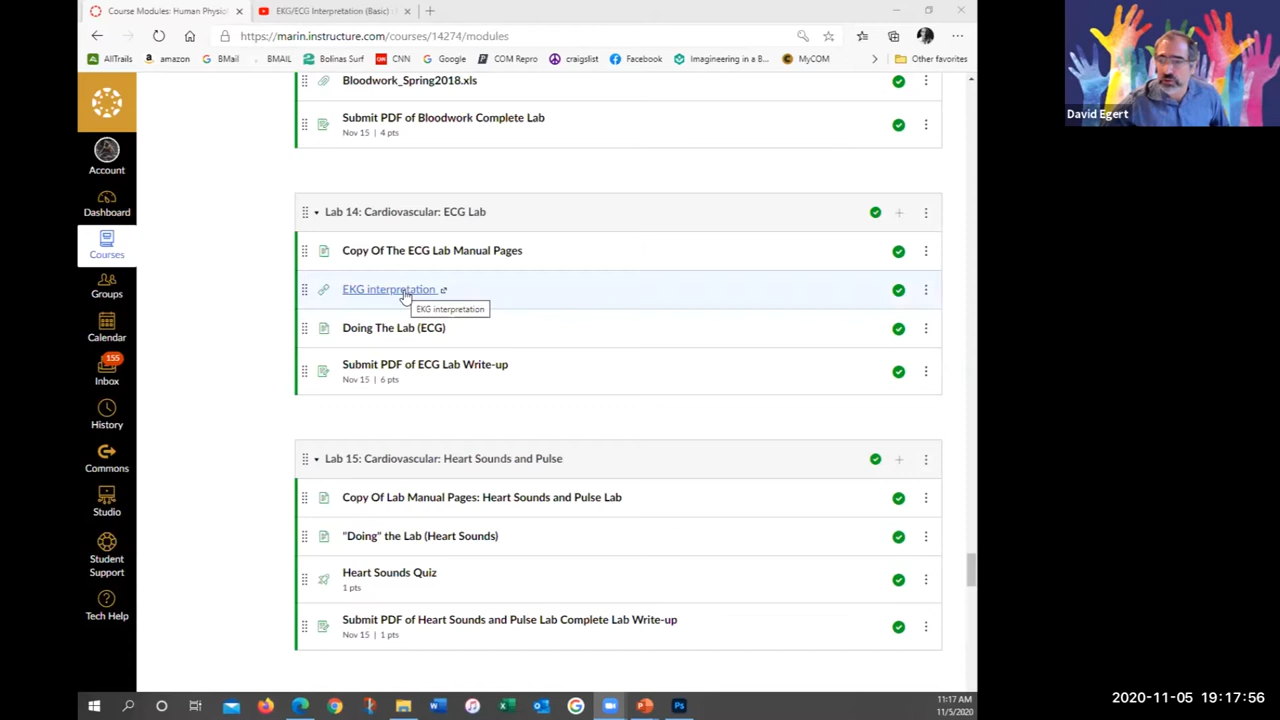 Course Modules: Human Physiol
EKG/ECG Interpretation (Basic) : 
https://marin.instructure.com/courses/14274/modules
AllTrails
amazon
BMail
BMAIL
Bolinas Surf
CNN
Google
COM Repro
craigslist
Facebook
Imagineering in a B...
MyCOM
Other favorites
Account
Dashboard
Courses
Groups
Calendar
155
Inbox
History
Commons
Studio
Student
Support
Tech Help
Bloodwork_Spring2018.xls
Submit PDF of Bloodwork Complete Lab
Nov 15 | 4 pts
Lab 14: Cardiovascular: ECG Lab
Copy Of The ECG Lab Manual Pages
EKG interpretation
EKG interpretation
Doing The Lab (ECG)
Submit PDF of ECG Lab Write-up
Nov 15 | 6 pts
Lab 15: Cardiovascular: Heart Sounds and Pulse
Copy Of Lab Manual Pages: Heart Sounds and Pulse Lab
"Doing" the Lab (Heart Sounds)
Heart Sounds Quiz
1 pts
Submit PDF of Heart Sounds and Pulse Lab Complete Lab Write-up
Nov 15 | 1 pts
11:17 AM
11/5/2020
David Egert
2020-11-05 19:17:56